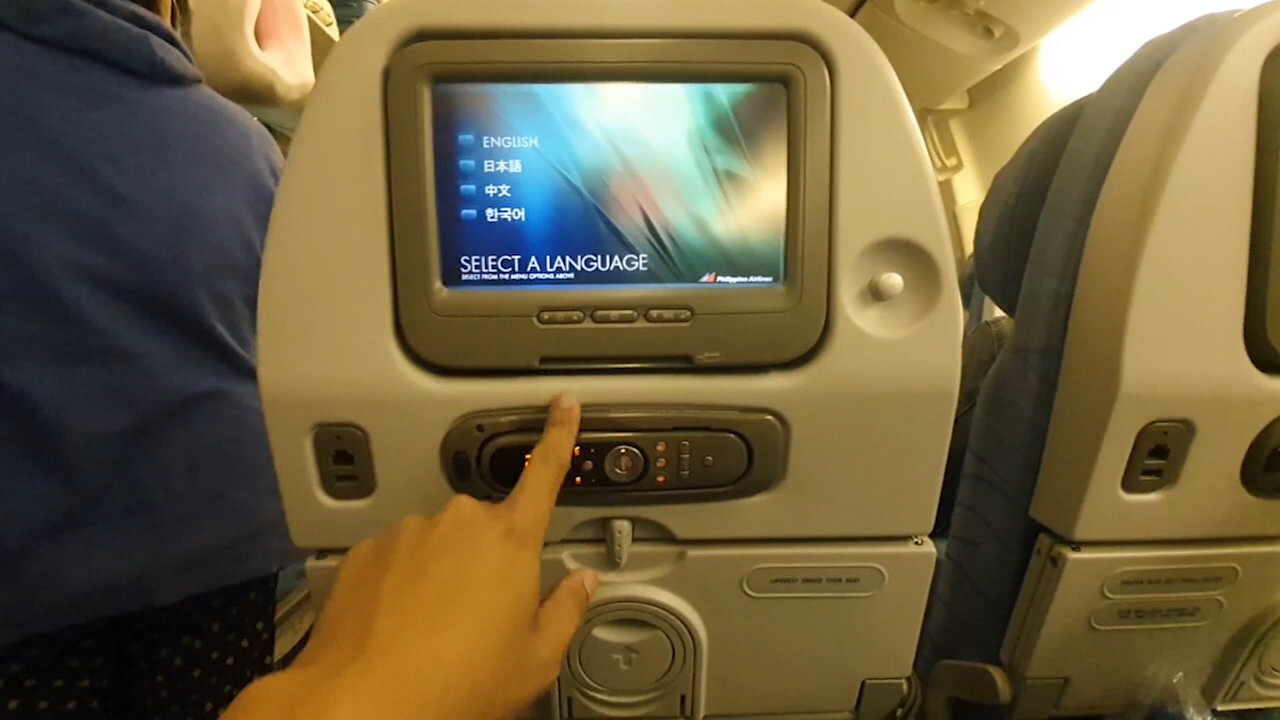 ENGLISH
日本語
中文
한국어
SELECT A LANGUAGE
SELECT FROM THE MENU OPTIONS ABOVE
Philippine Airlines
LIFEVEST UNDER YOUR SEAT